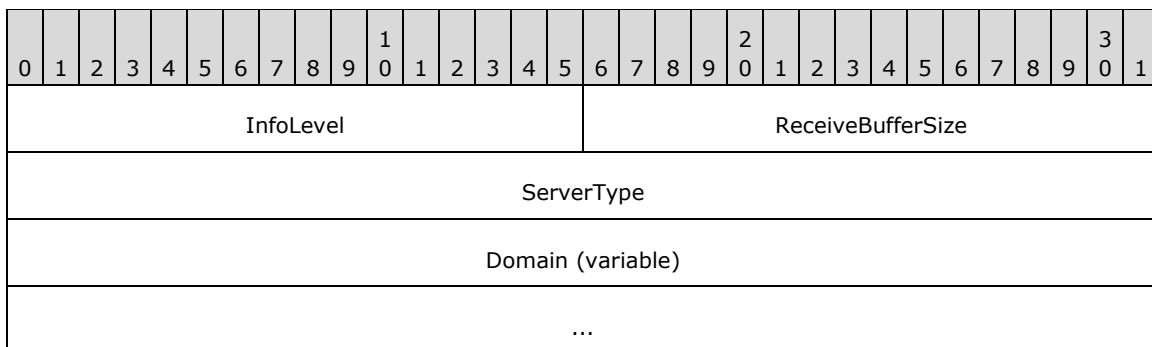 1 2 3
0 1 2 3 4 5 6 7 8 9 0 1 2 3 4 5 6 7 8 9 0 1 2 3 4 5 6 7 8 9 0 1
InfoLevel ReceiveBufferSize
ServerType
Domain (variable)
...